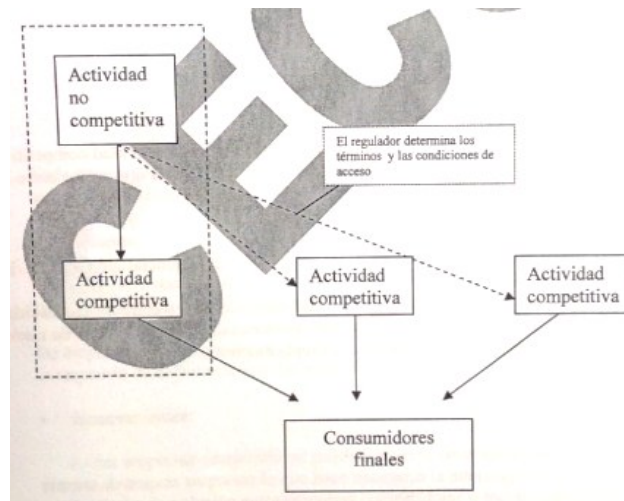 Actividad
no
competitiva
El regulador determina los
términos y las condiciones de
acceso
Actividad
competitiva
Actividad
competitiva
Actividad
competitiva
Consumidores
finales
CEC